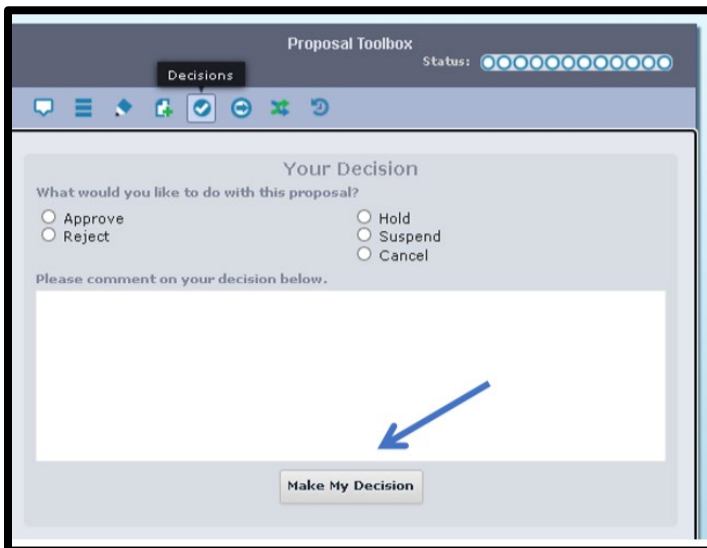 Proposal Toolbox
Status:
Decisions
Your Decision
What would you like to do with this proposal?
Approve
Hold
Reject
Suspend
Cancel
Please comment on your decision below.
Make My Decision